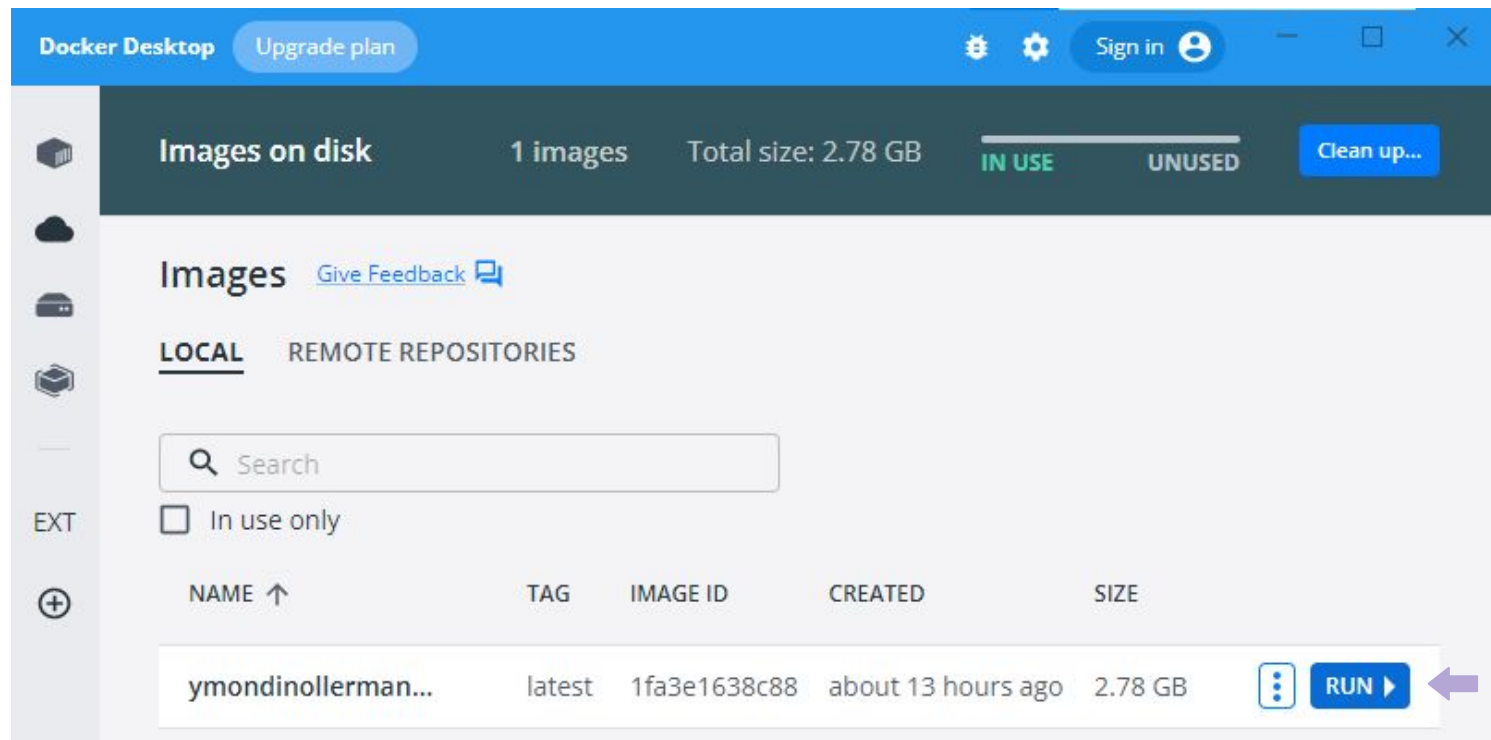 Docker Desktop Upgrade plan Sign in
Images on disk 1 images Total size: 2.78 GB IN USE UNUSED Clean up...
Images Give Feedback
LOCAL REMOTE REPOSITORIES
Search
EXT In use only
NAME TAG IMAGE ID CREATED SIZE
ymondinollerman... latest 1fa3e1638c88 about 13 hours ago 2.78 GB RUN